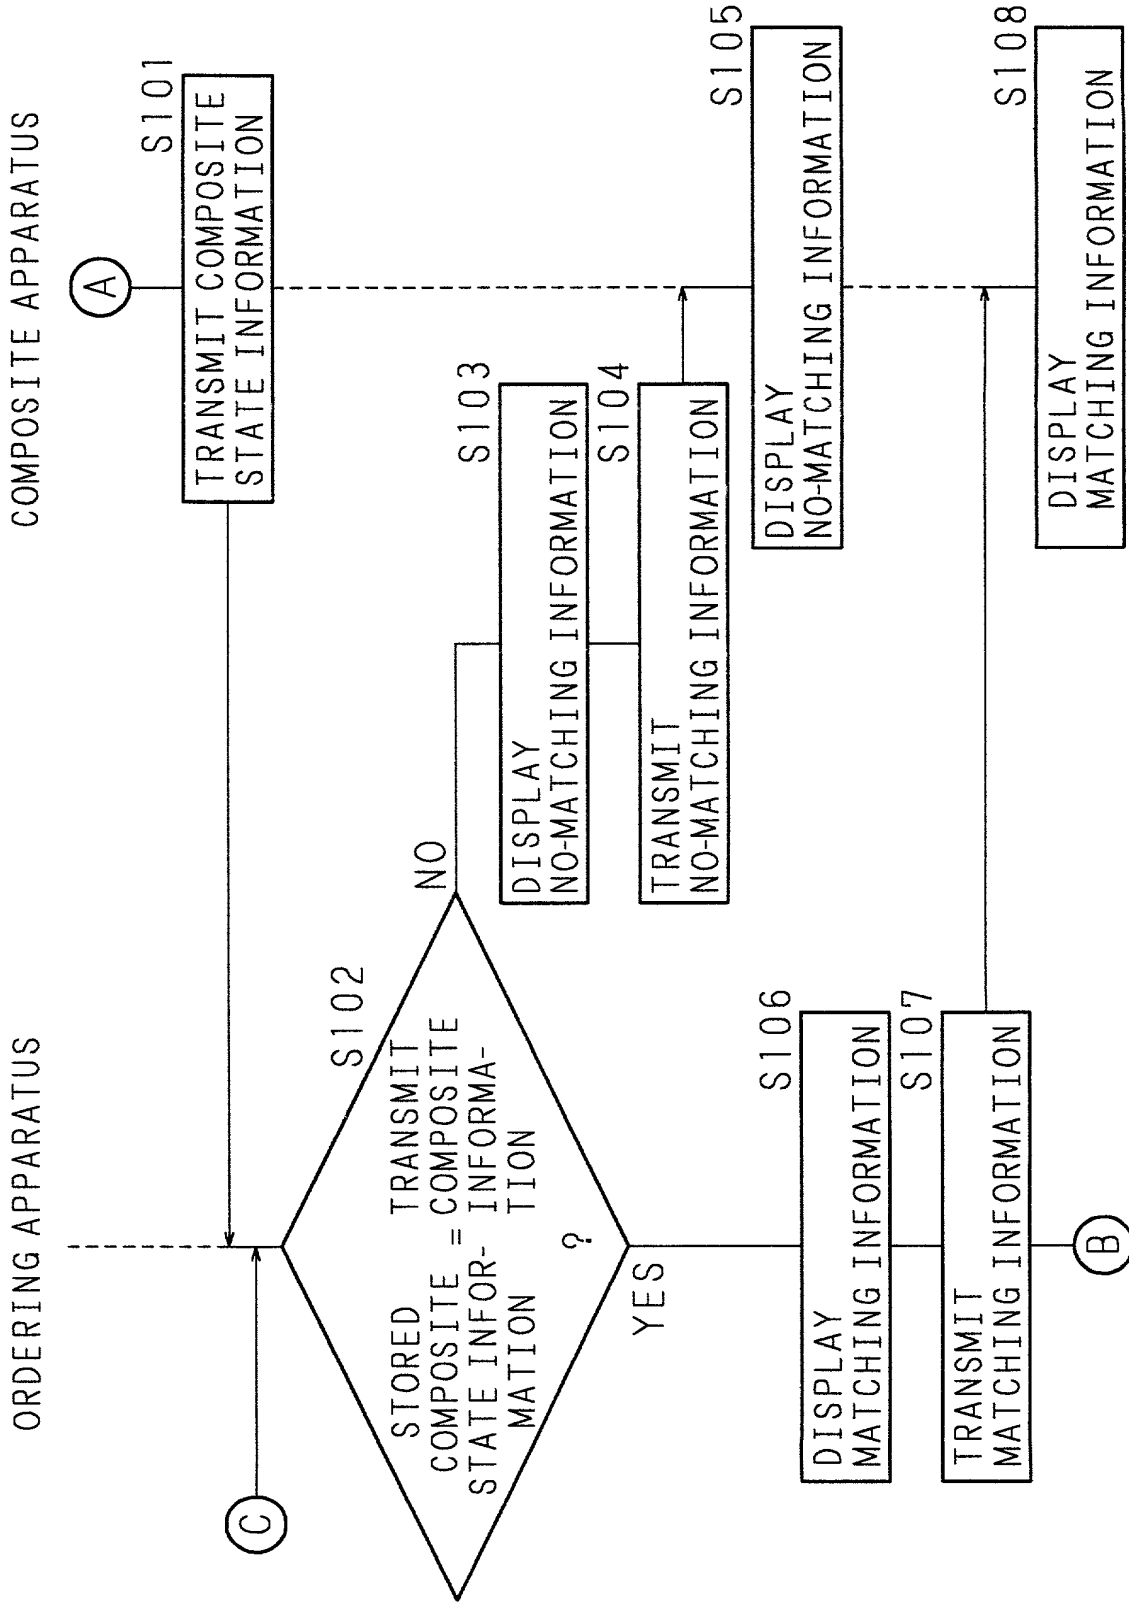 ORDERING APPARATUS
COMPOSITE APPARATUS
A
S101
TRANSMIT COMPOSITE
STATE INFORMATION
C
S102
STORED
COMPOSITE
STATE INFOR-
MATION
=
TRANSMIT
COMPOSITE
INFORMA-
TION
?
NO
YES
S103
DISPLAY
NO-MATCHING INFORMATION
S104
TRANSMIT
NO-MATCHING INFORMATION
S105
DISPLAY
NO-MATCHING INFORMATION
S106
DISPLAY
MATCHING INFORMATION
S107
TRANSMIT
MATCHING INFORMATION
S108
DISPLAY
MATCHING INFORMATION
B